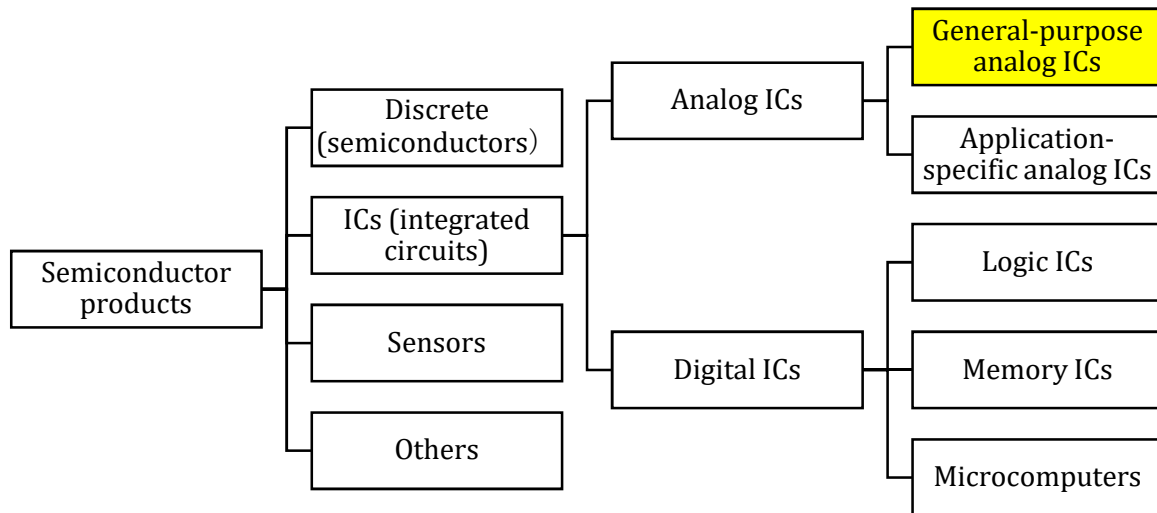 Semiconductor
products
Discrete
(semiconductors）
ICs (integrated
circuits)
Sensors
Others
Analog ICs
Digital ICs
General-purpose
analog ICs
Application-
specific analog ICs
Logic ICs
Memory ICs
Microcomputers